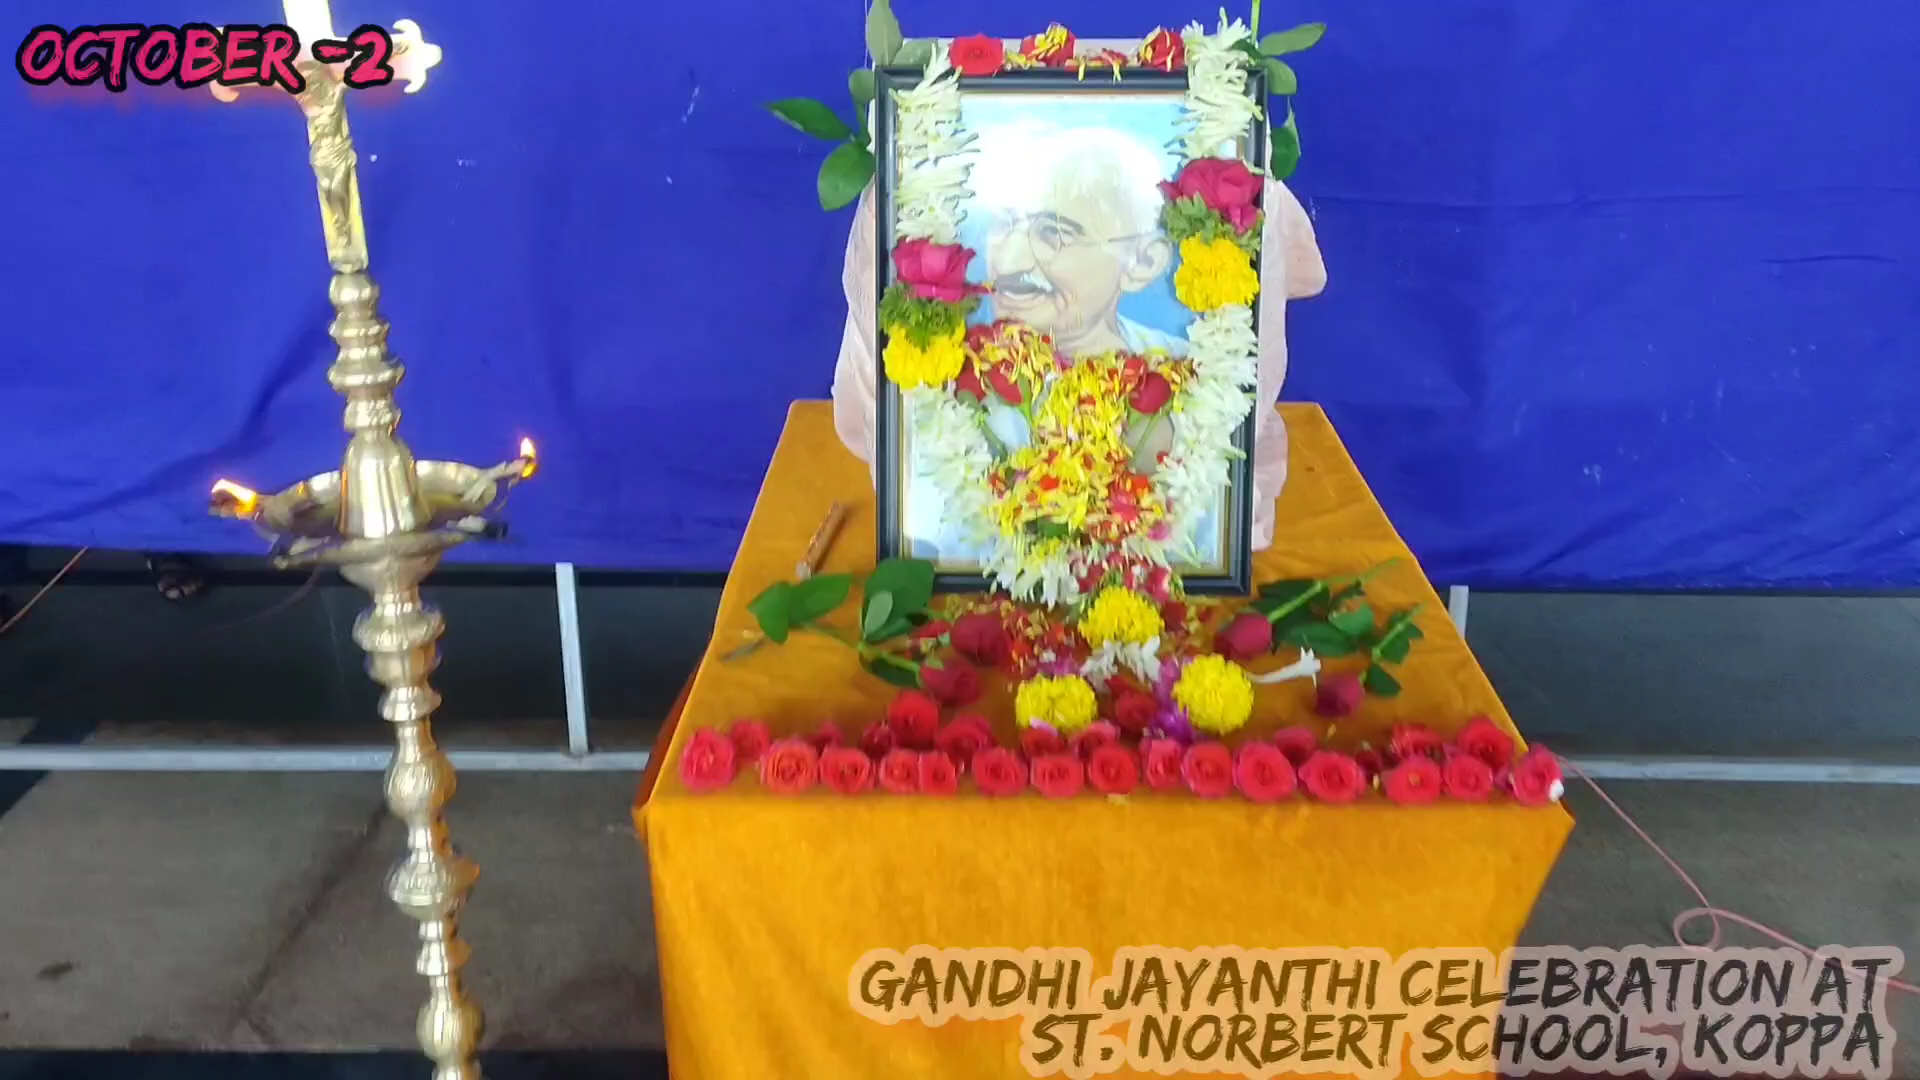 OCTOBER -2
GANDHI JAYANTHI CELEBRATION AT
ST. NORBERT SCHOOL, KOPPA